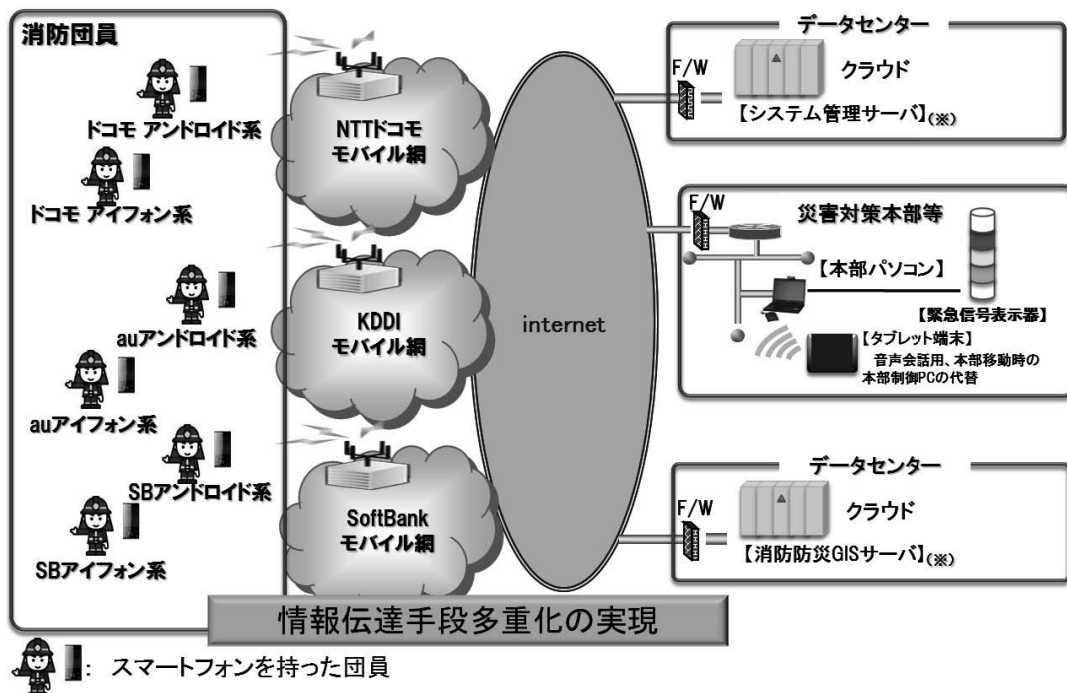 消防団員
ドコモ アンドロイド系
ドコモ アイフォン系
auアンドロイド系
auアイフォン系
SBアンドロイド系
SBアイフォン系
NTTドコモ
モバイル網
KDDI
モバイル網
SoftBank
モバイル網
internet
データセンター
F/W
クラウド
【システム管理サーバ】(※)
災害対策本部等
F/W
【本部パソコン】
【緊急信号表示器】
【タブレット端末】
音声会話用、本部移動時の
本部制御PCの代替
データセンター
F/W
クラウド
【消防防災GISサーバ】(※)
情報伝達手段多重化の実現
: スマートフォンを持った団員